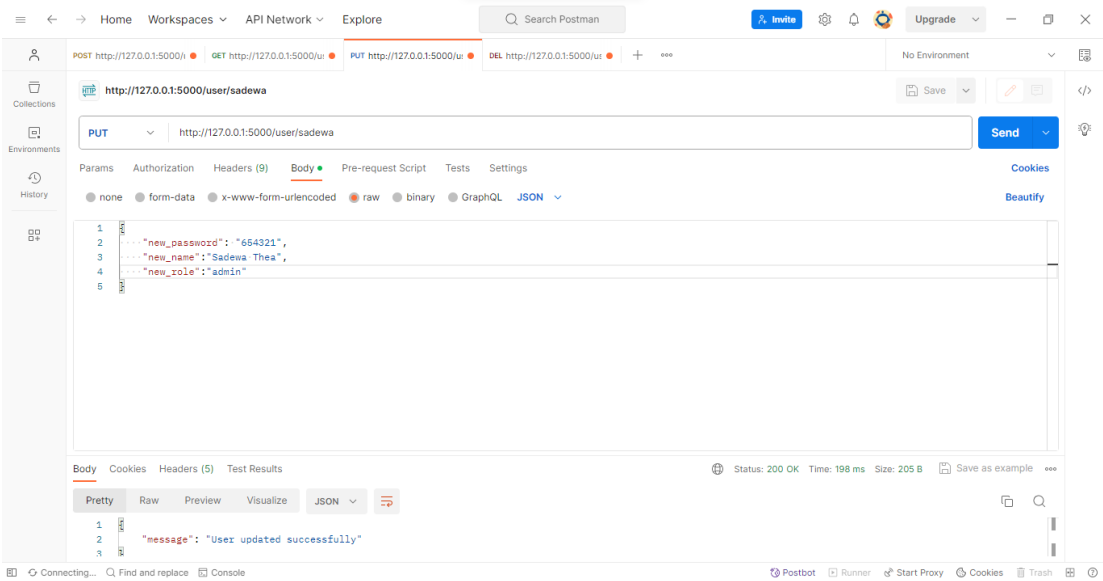 Home Workspaces API Network Explore Search Postman Invite Upgrade
POST http://127.0.0.1:5000/ GET http://127.0.0.1:5000/u PUT http://127.0.0.1:5000/u DEL http://127.0.0.1:5000/u No Environment
Collections
Environments
History
HTTP http://127.0.0.1:5000/user/sadewa Save
PUT http://127.0.0.1:5000/user/sadewa Send
Params Authorization Headers (9) Body Pre-request Script Tests Settings Cookies
none form-data x-www-form-urlencoded raw binary GraphQL JSON Beautify
1 {
2 "new_password": "654321",
3 "new_name":"Sadewa Thea",
4 "new_role":"admin"
5 }
Body Cookies Headers (5) Test Results Status: 200 OK Time: 198 ms Size: 205 B Save as example
Pretty Raw Preview Visualize JSON
1 {
2 "message": "User updated successfully"
3 }
Connecting... Find and replace Console Postbot Runner Start Proxy Cookies Trash